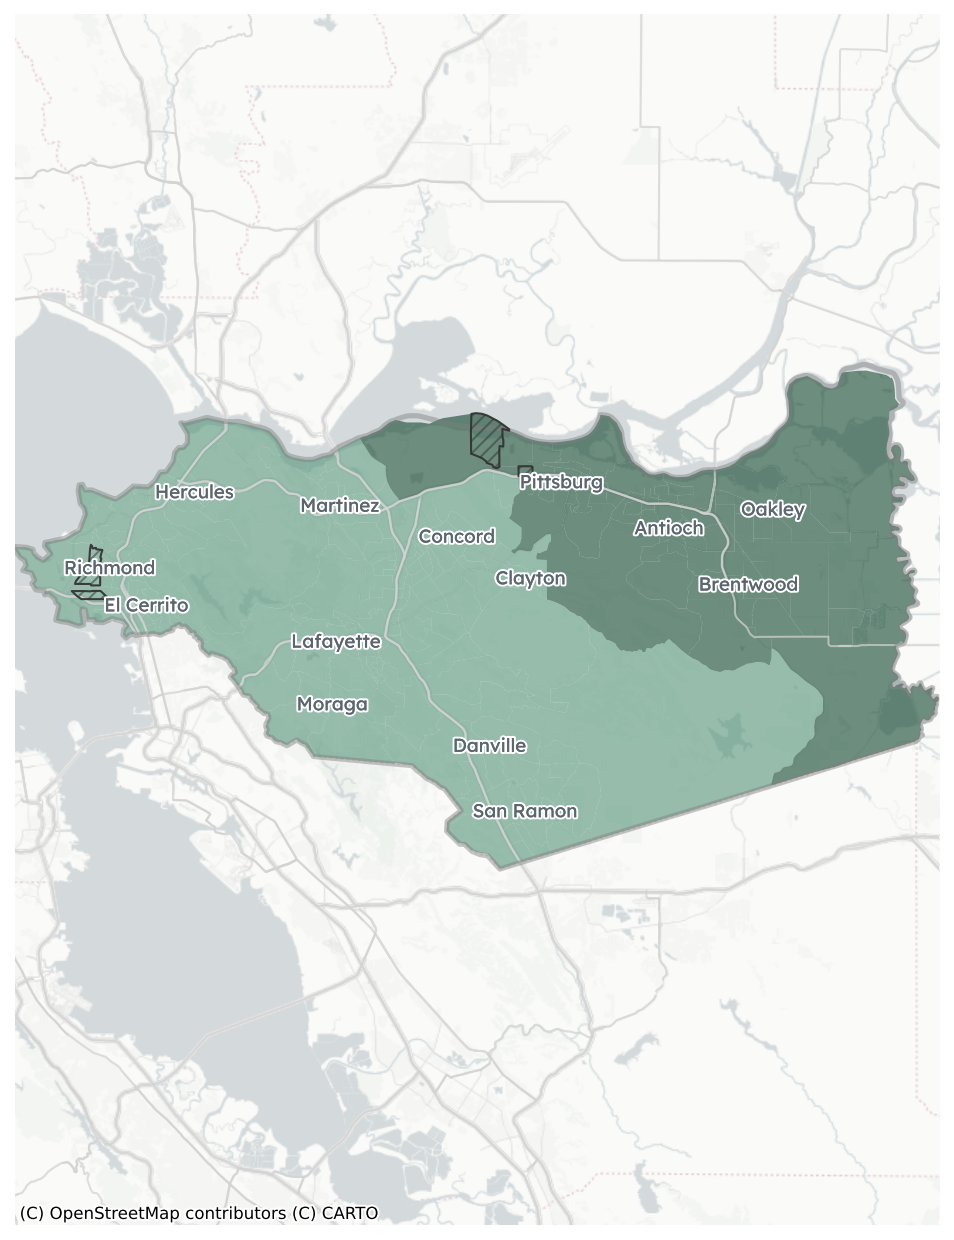 Hercules
Martinez
Pittsburg
Oakley
Antioch
Concord
Richmond
Clayton
Brentwood
El Cerrito
Lafayette
Moraga
Danville
San Ramon
(C) OpenStreetMap contributors (C) CARTO